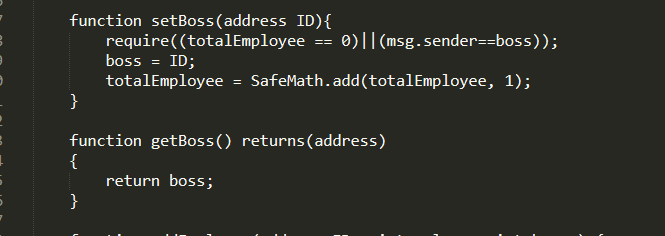 function setBoss(address ID){
require((totalEmployee == 0)||(msg.sender==boss));
boss = ID;
totalEmployee = SafeMath.add(totalEmployee, 1);
}
function getBoss() returns(address)
{
return boss;
}